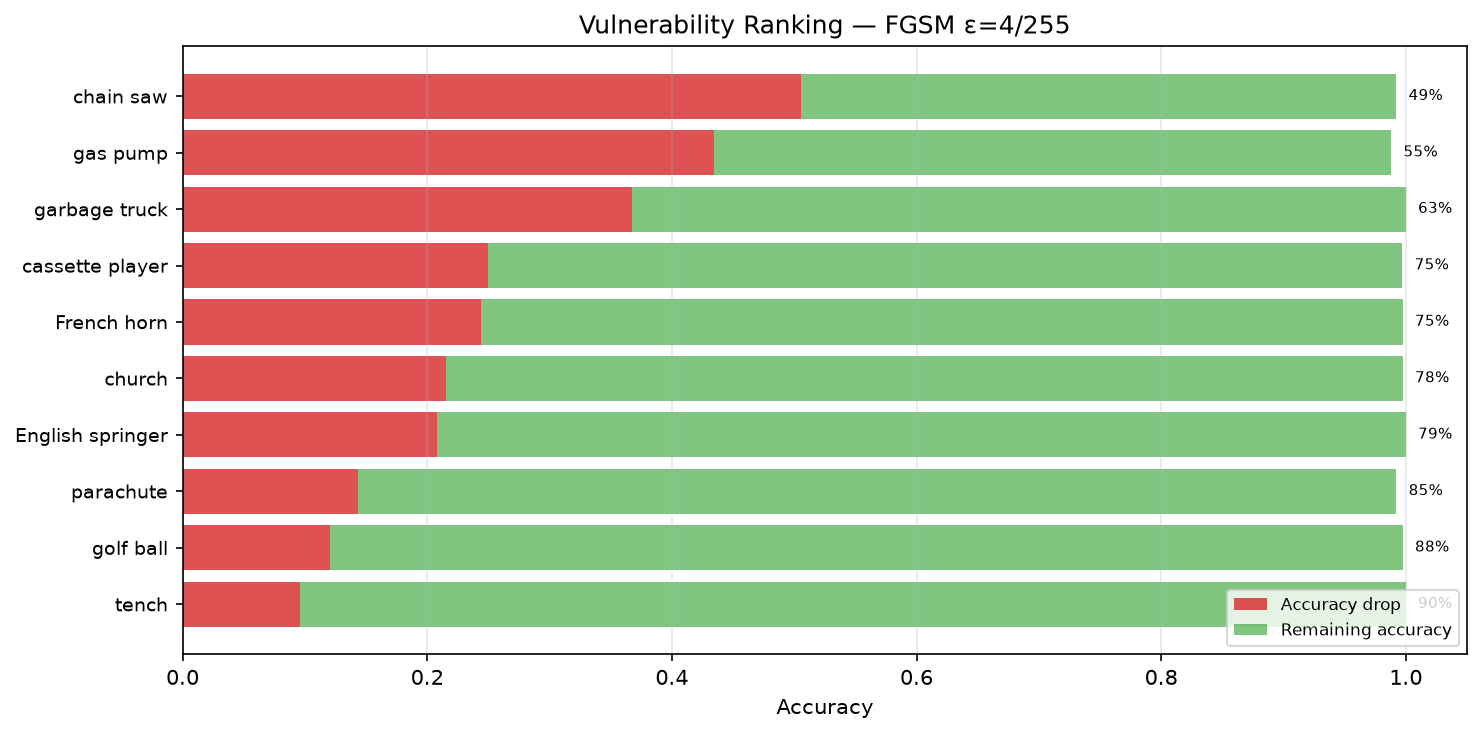 Vulnerability Ranking — FGSM ε=4/255
chain saw 49%
gas pump 55%
garbage truck 63%
cassette player 75%
French horn 75%
church 78%
English springer 79%
parachute 85%
golf ball 88%
tench 90%
Accuracy drop
Remaining accuracy
0.0 0.2 0.4 0.6 0.8 1.0
Accuracy